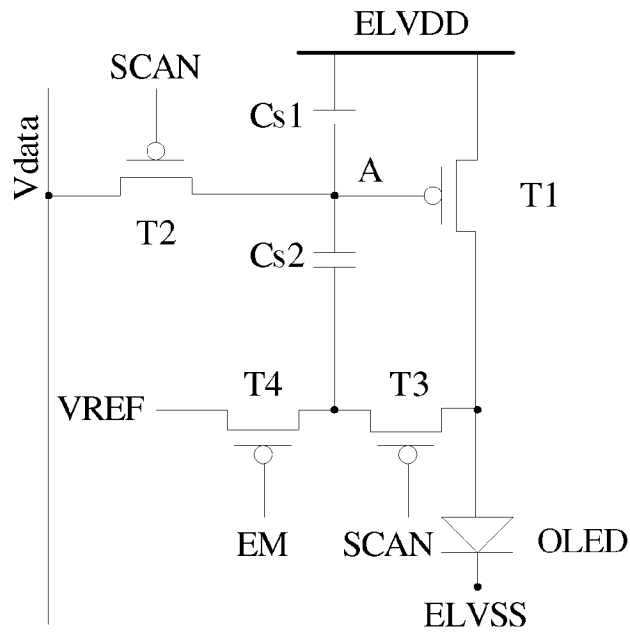 ELVDD
SCAN
Vdata
Cs1
A
T1
T2
Cs2
T4
T3
VREF
EM
SCAN
OLED
ELVSS